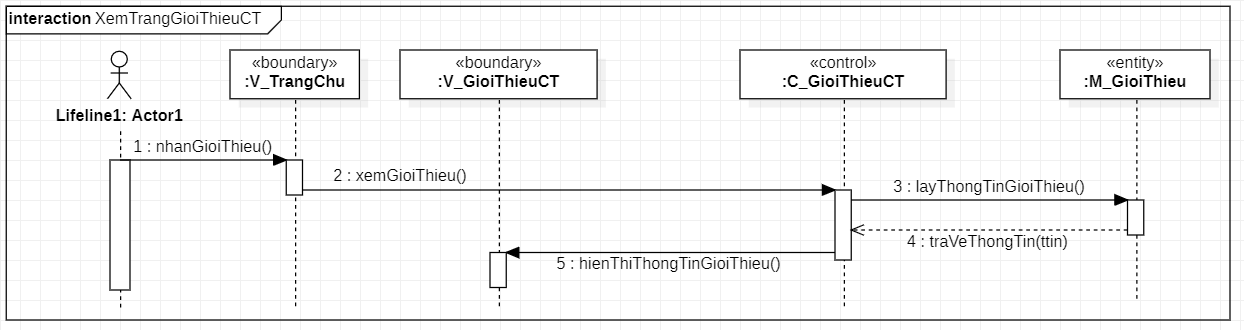 interaction XemTrangGioiThieuCT
«boundary»
:V_TrangChu
«boundary»
:V_GioiThieuCT
«control»
:C_GioiThieuCT
«entity»
:M_GioiThieu
Lifeline1: Actor1
1 : nhanGioiThieu()
2 : xemGioiThieu()
3 : layThongTinGioiThieu()
4 : traVeThongTin(ttin)
5 : hienThiThongTinGioiThieu()